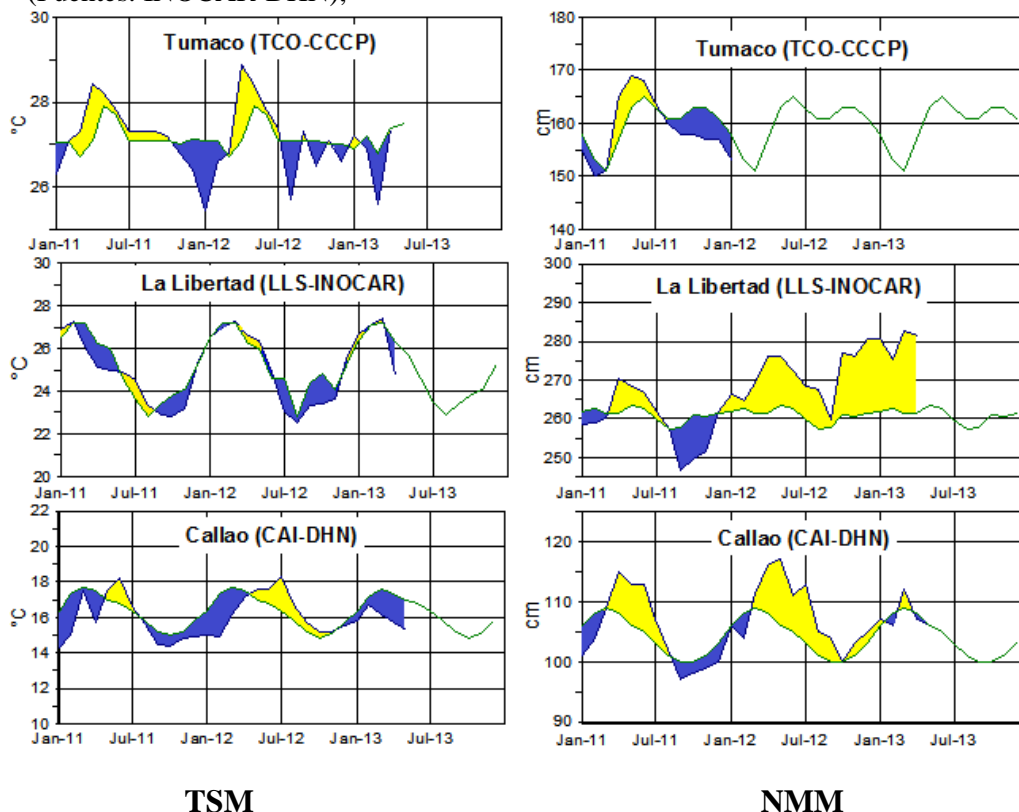 (Fuentes: INOCAR-DHN),
Tumaco (TCO-CCCP)
°C
30
28
26
Jan-11 Jul-11 Jan-12 Jul-12 Jan-13 Jul-13
Tumaco (TCO-CCCP)
cm
180
170
160
150
140
Jan-11 Jul-11 Jan-12 Jul-12 Jan-13 Jul-13
La Libertad (LLS-INOCAR)
°C
30
28
26
24
22
20
Jan-11 Jul-11 Jan-12 Jul-12 Jan-13 Jul-13
La Libertad (LLS-INOCAR)
cm
300
290
280
270
260
250
Jan-11 Jul-11 Jan-12 Jul-12 Jan-13 Jul-13
Callao (CAI-DHN)
°C
22
20
18
16
14
12
10
Jan-11 Jul-11 Jan-12 Jul-12 Jan-13 Jul-13
Callao (CAI-DHN)
cm
120
110
100
90
Jan-11 Jul-11 Jan-12 Jul-12 Jan-13 Jul-13
TSM
NMM